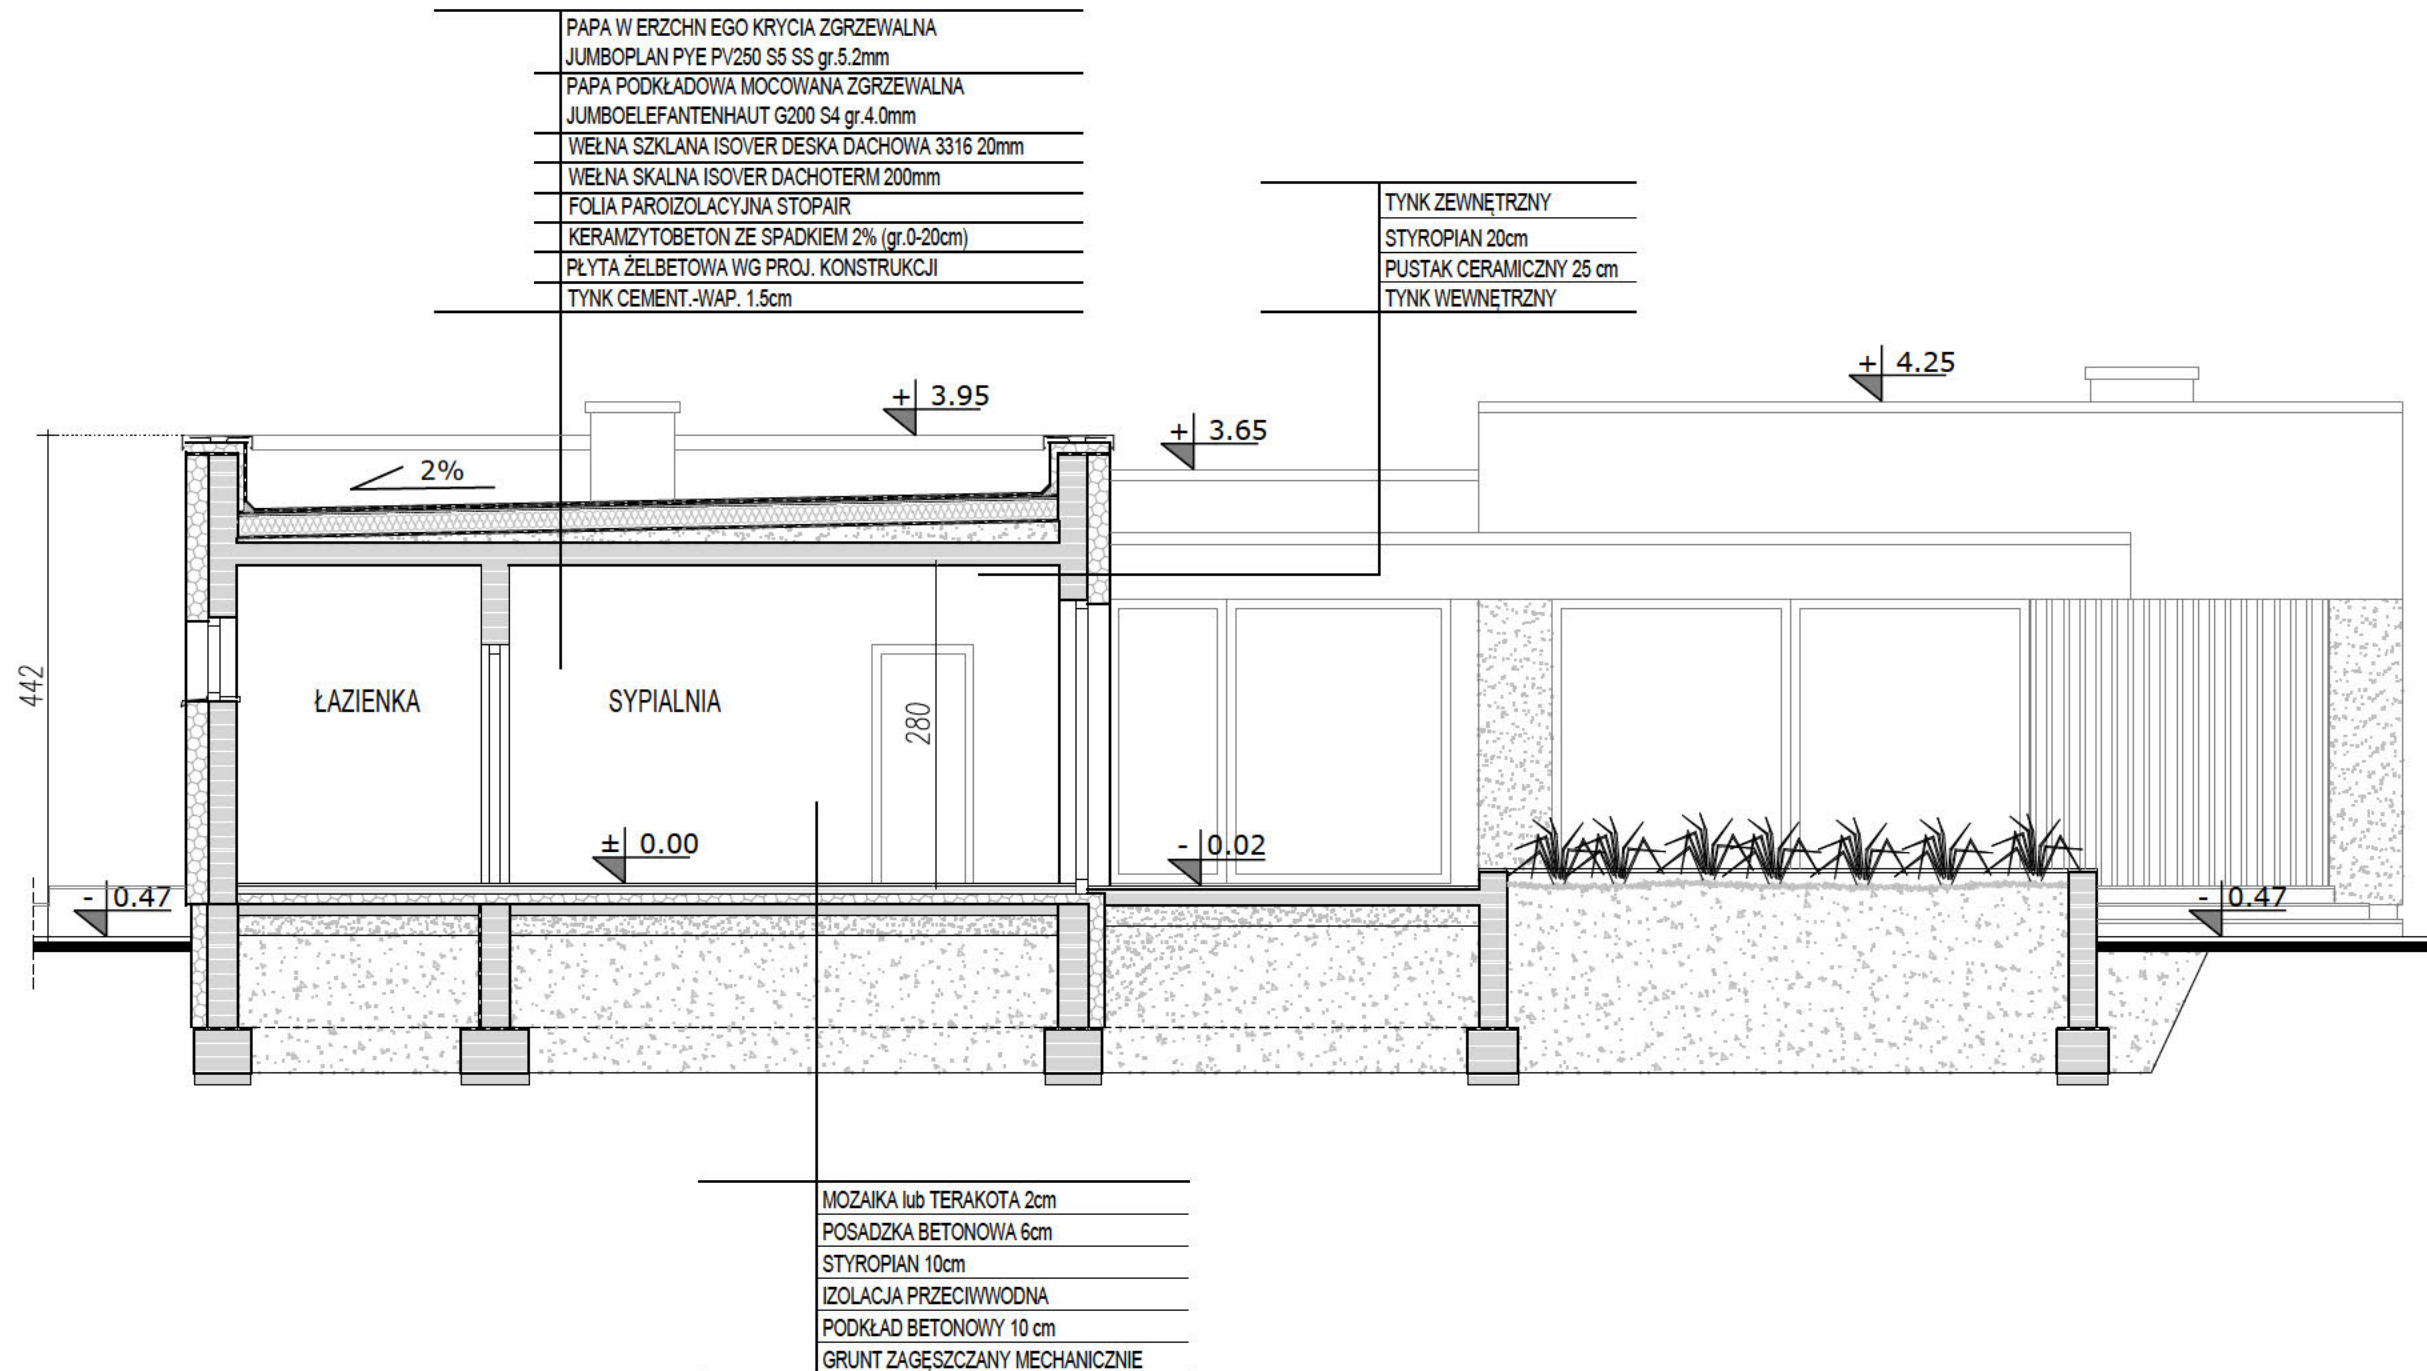 PAPA W ERZCHN EGO KRYCIA ZGRZEWALNA
JUMBOPLAN PYE PV250 S5 SS gr.5.2mm
PAPA PODKŁADOWA MOCOWANA ZGRZEWALNA
JUMBOELEFANTENHAUT G200 S4 gr.4.0mm
WEŁNA SZKLANA ISOVER DESKA DACHOWA 3316 20mm
WEŁNA SKALNA ISOVER DACHOTERM 200mm
FOLIA PAROIZOLACYJNA STOPAIR
KERAMZYTOBETON ZE SPADKIEM 2% (gr.0-20cm)
PŁYTA ŻELBETOWA WG PROJ. KONSTRUKCJI
TYNK CEMENT.-WAP. 1.5cm
TYNK ZEWNĘTRZNY
STYROPIAN 20cm
PUSTAK CERAMICZNY 25 cm
TYNK WEWNĘTRZNY
+ 4.25
+ 3.95
+ 3.65
2%
442
ŁAZIENKA
SYPIALNIA
280
± 0.00
- 0.02
- 0.47
- 0.47
MOZAIKA lub TERAKOTA 2cm
POSADZKA BETONOWA 6cm
STYROPIAN 10cm
IZOLACJA PRZECIWWODNA
PODKŁAD BETONOWY 10 cm
GRUNT ZAGĘSZCZANY MECHANICZNIE